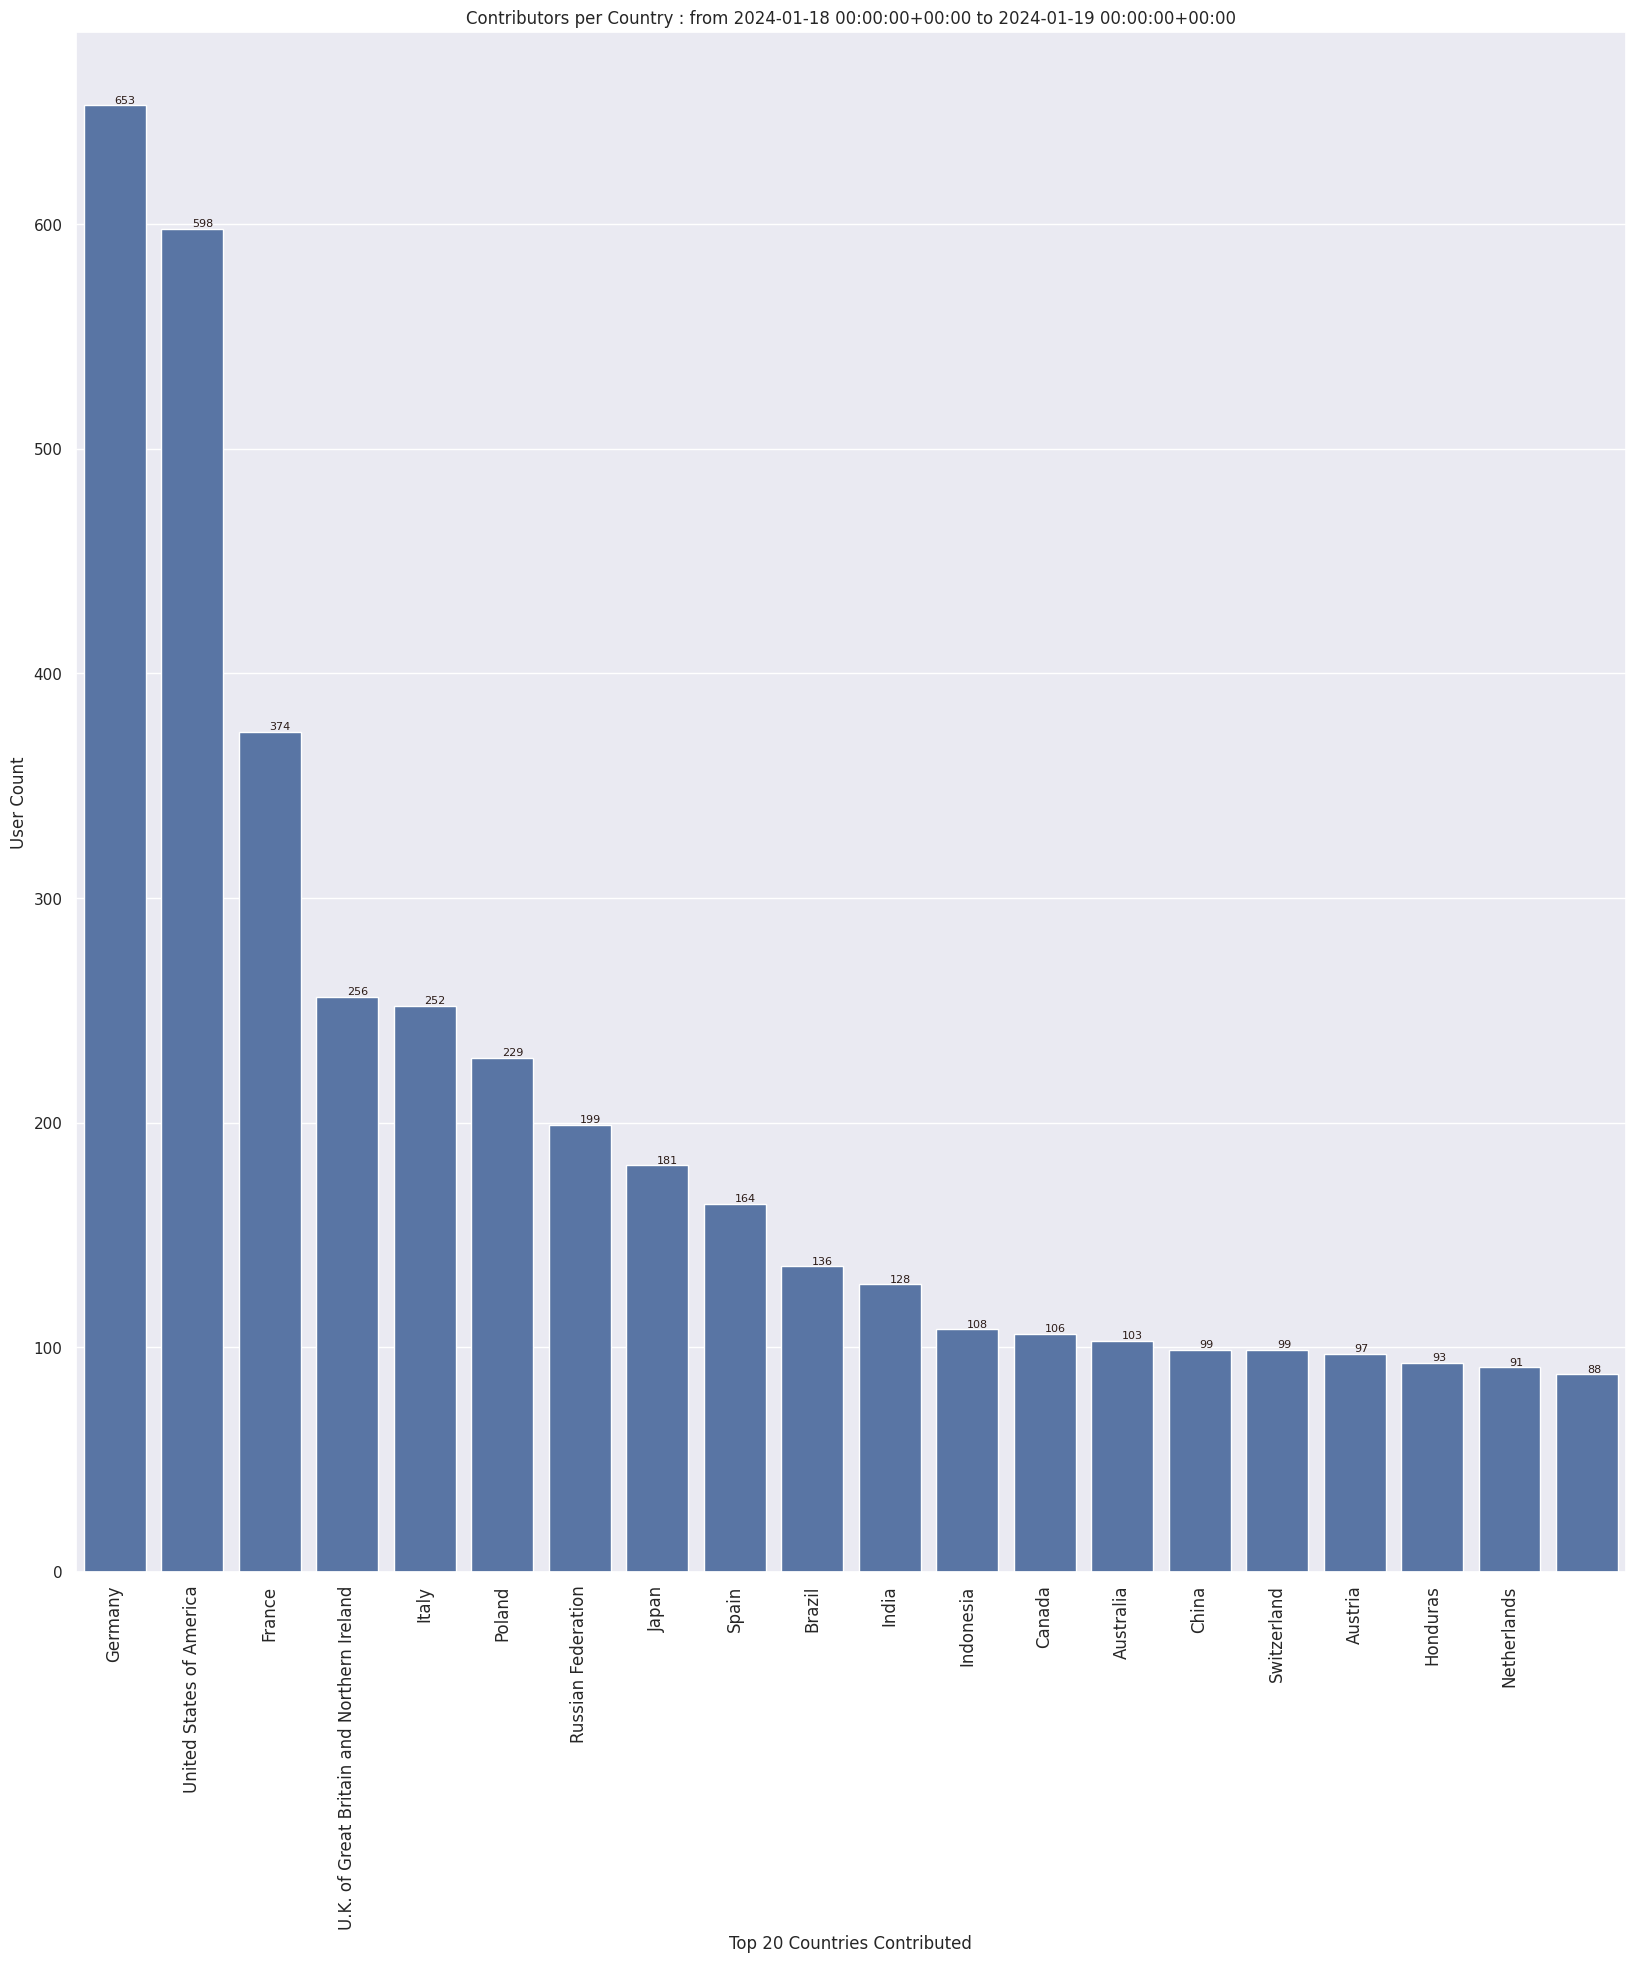 Contributors per Country : from 2024-01-18 00:00:00+00:00 to 2024-01-19 00:00:00+00:00
653
598
374
256
252
229
199
181
164
136
128
108
106
103
99
99
97
93
91
88
600
500
400
300
200
100
0
User Count
Germany
United States of America
France
U.K. of Great Britain and Northern Ireland
Italy
Poland
Russian Federation
Japan
Spain
Brazil
India
Indonesia
Canada
Australia
China
Switzerland
Austria
Honduras
Netherlands
Top 20 Countries Contributed